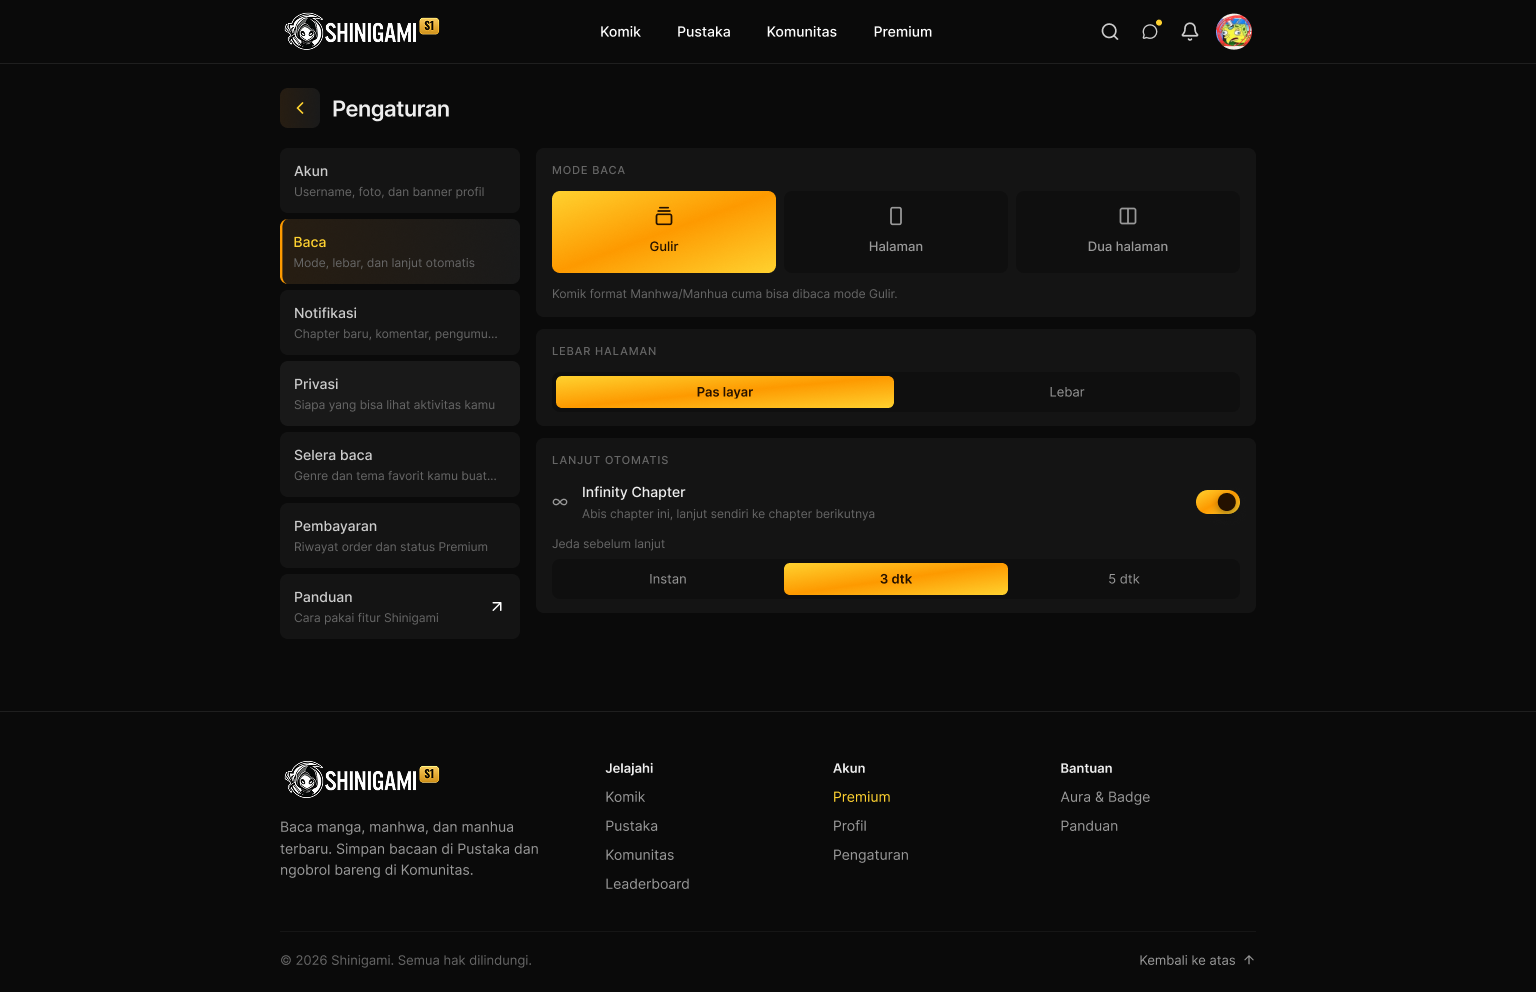 SHINIGAMI S1
Komik
Pustaka
Komunitas
Premium
Pengaturan
Akun
Username, foto, dan banner profil
Baca
Mode, lebar, dan lanjut otomatis
Notifikasi
Chapter baru, komentar, pengumu...
Privasi
Siapa yang bisa lihat aktivitas kamu
Selera baca
Genre dan tema favorit kamu buat...
Pembayaran
Riwayat order dan status Premium
Panduan
Cara pakai fitur Shinigami
MODE BACA
Gulir
Halaman
Dua halaman
Komik format Manhwa/Manhua cuma bisa dibaca mode Gulir.
LEBAR HALAMAN
Pas layar
Lebar
LANJUT OTOMATIS
Infinity Chapter
Abis chapter ini, lanjut sendiri ke chapter berikutnya
Jeda sebelum lanjut
Instan
3 dtk
5 dtk
SHINIGAMI S1
Baca manga, manhwa, dan manhua
terbaru. Simpan bacaan di Pustaka dan
ngobrol bareng di Komunitas.
Jelajahi
Komik
Pustaka
Komunitas
Leaderboard
Akun
Premium
Profil
Pengaturan
Bantuan
Aura & Badge
Panduan
© 2026 Shinigami. Semua hak dilindungi.
Kembali ke atas